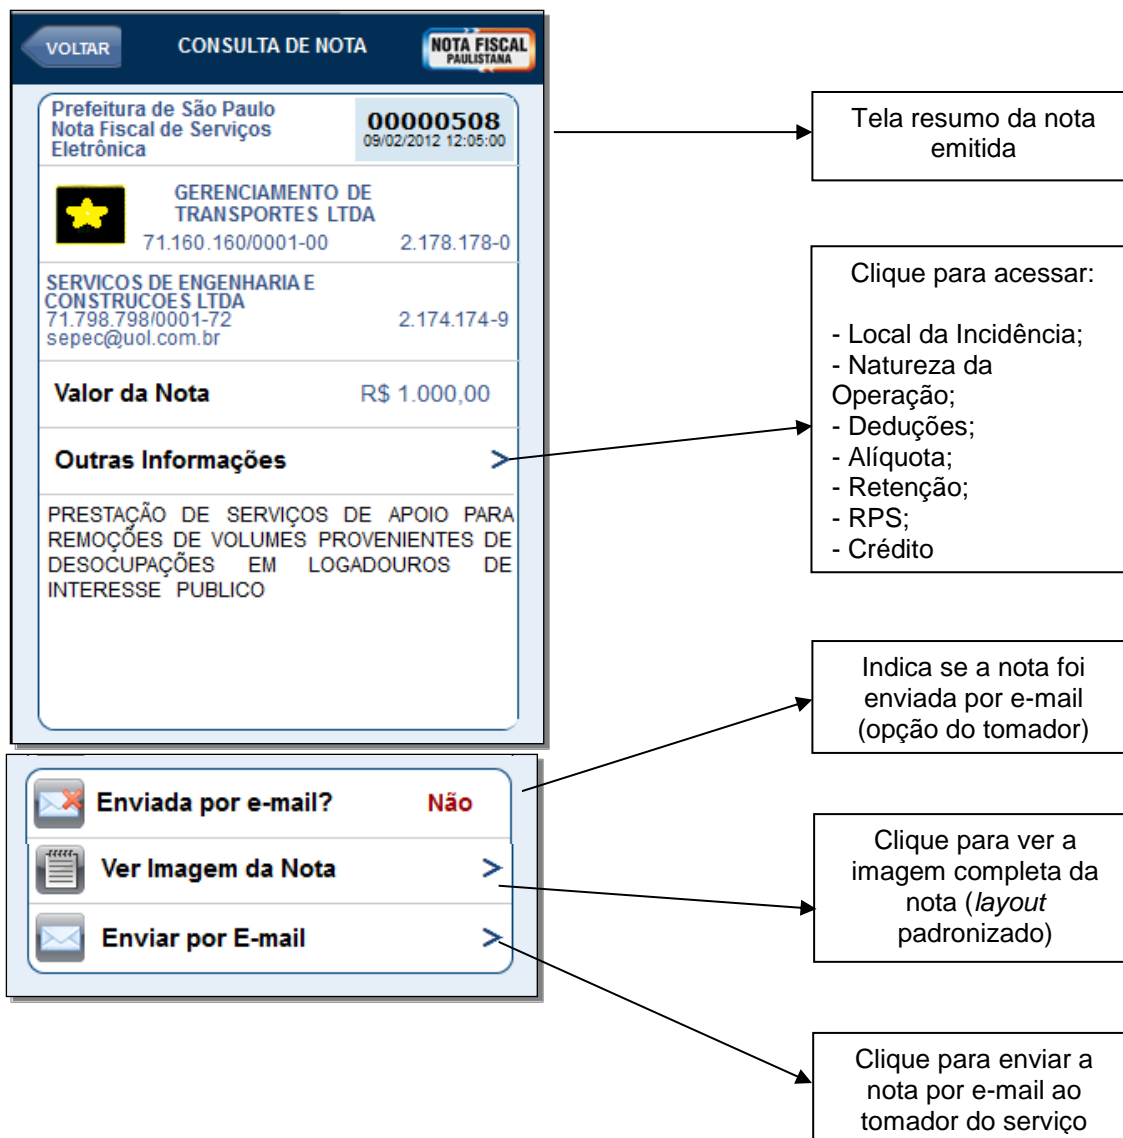 VOLTAR
CONSULTA DE NOTA
NOTA FISCAL
PAULISTANA
Prefeitura de São Paulo
Nota Fiscal de Serviços
Eletrônica
00000508
09/02/2012 12:05:00
GERENCIAMENTO DE
TRANSPORTES LTDA
71.160.160/0001-00 2.178.178-0
SERVICOS DE ENGENHARIA E
CONSTRUCOES LTDA
71.798.798/0001-72 2.174.174-9
sepec@uol.com.br
Valor da Nota R$ 1.000,00
Outras Informações >
PRESTAÇÃO DE SERVIÇOS DE APOIO PARA
REMOÇÕES DE VOLUMES PROVENIENTES DE
DESOCUPAÇÕES EM LOGADOUROS DE
INTERESSE PUBLICO
Enviada por e-mail? Não
Ver Imagem da Nota >
Enviar por E-mail >
Tela resumo da nota
emitida
Clique para acessar:
- Local da Incidência;
- Natureza da
Operação;
- Deduções;
- Alíquota;
- Retenção;
- RPS;
- Crédito
Indica se a nota foi
enviada por e-mail
(opção do tomador)
Clique para ver a
imagem completa da
nota (layout
padronizado)
Clique para enviar a
nota por e-mail ao
tomador do serviço